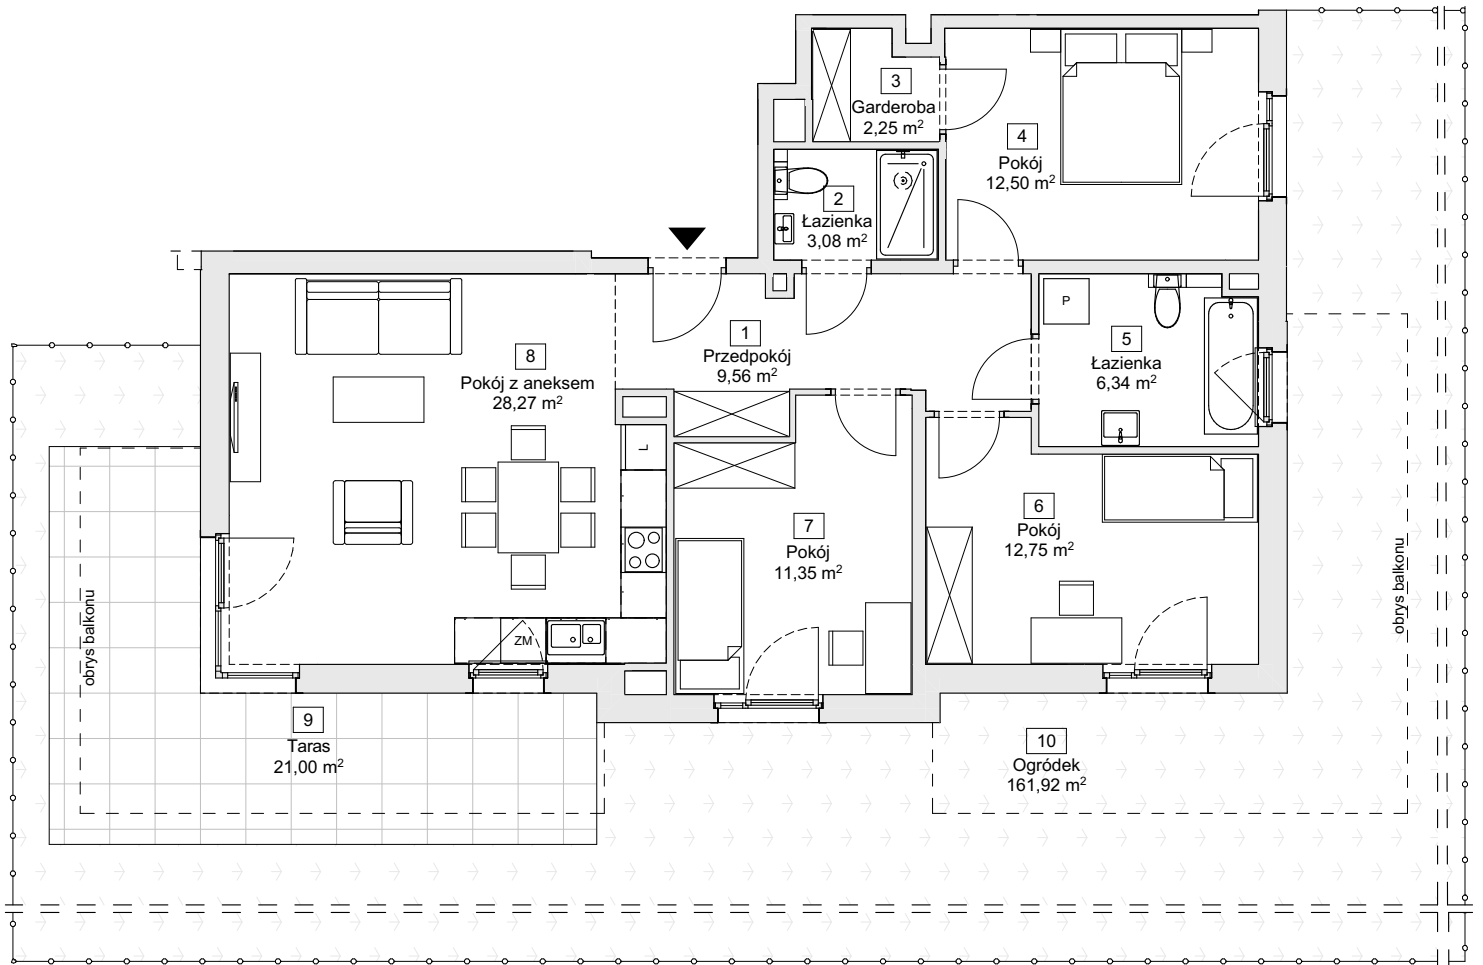 1
Przedpokój
9,56 m²
2
Łazienka
3,08 m²
3
Garderoba
2,25 m²
4
Pokój
12,50 m²
5
Łazienka
6,34 m²
P
6
Pokój
12,75 m²
7
Pokój
11,35 m²
8
Pokój z aneksem
28,27 m²
L
ZM
9
Taras
21,00 m²
10
Ogródek
161,92 m²
obrys balkonu
obrys balkonu